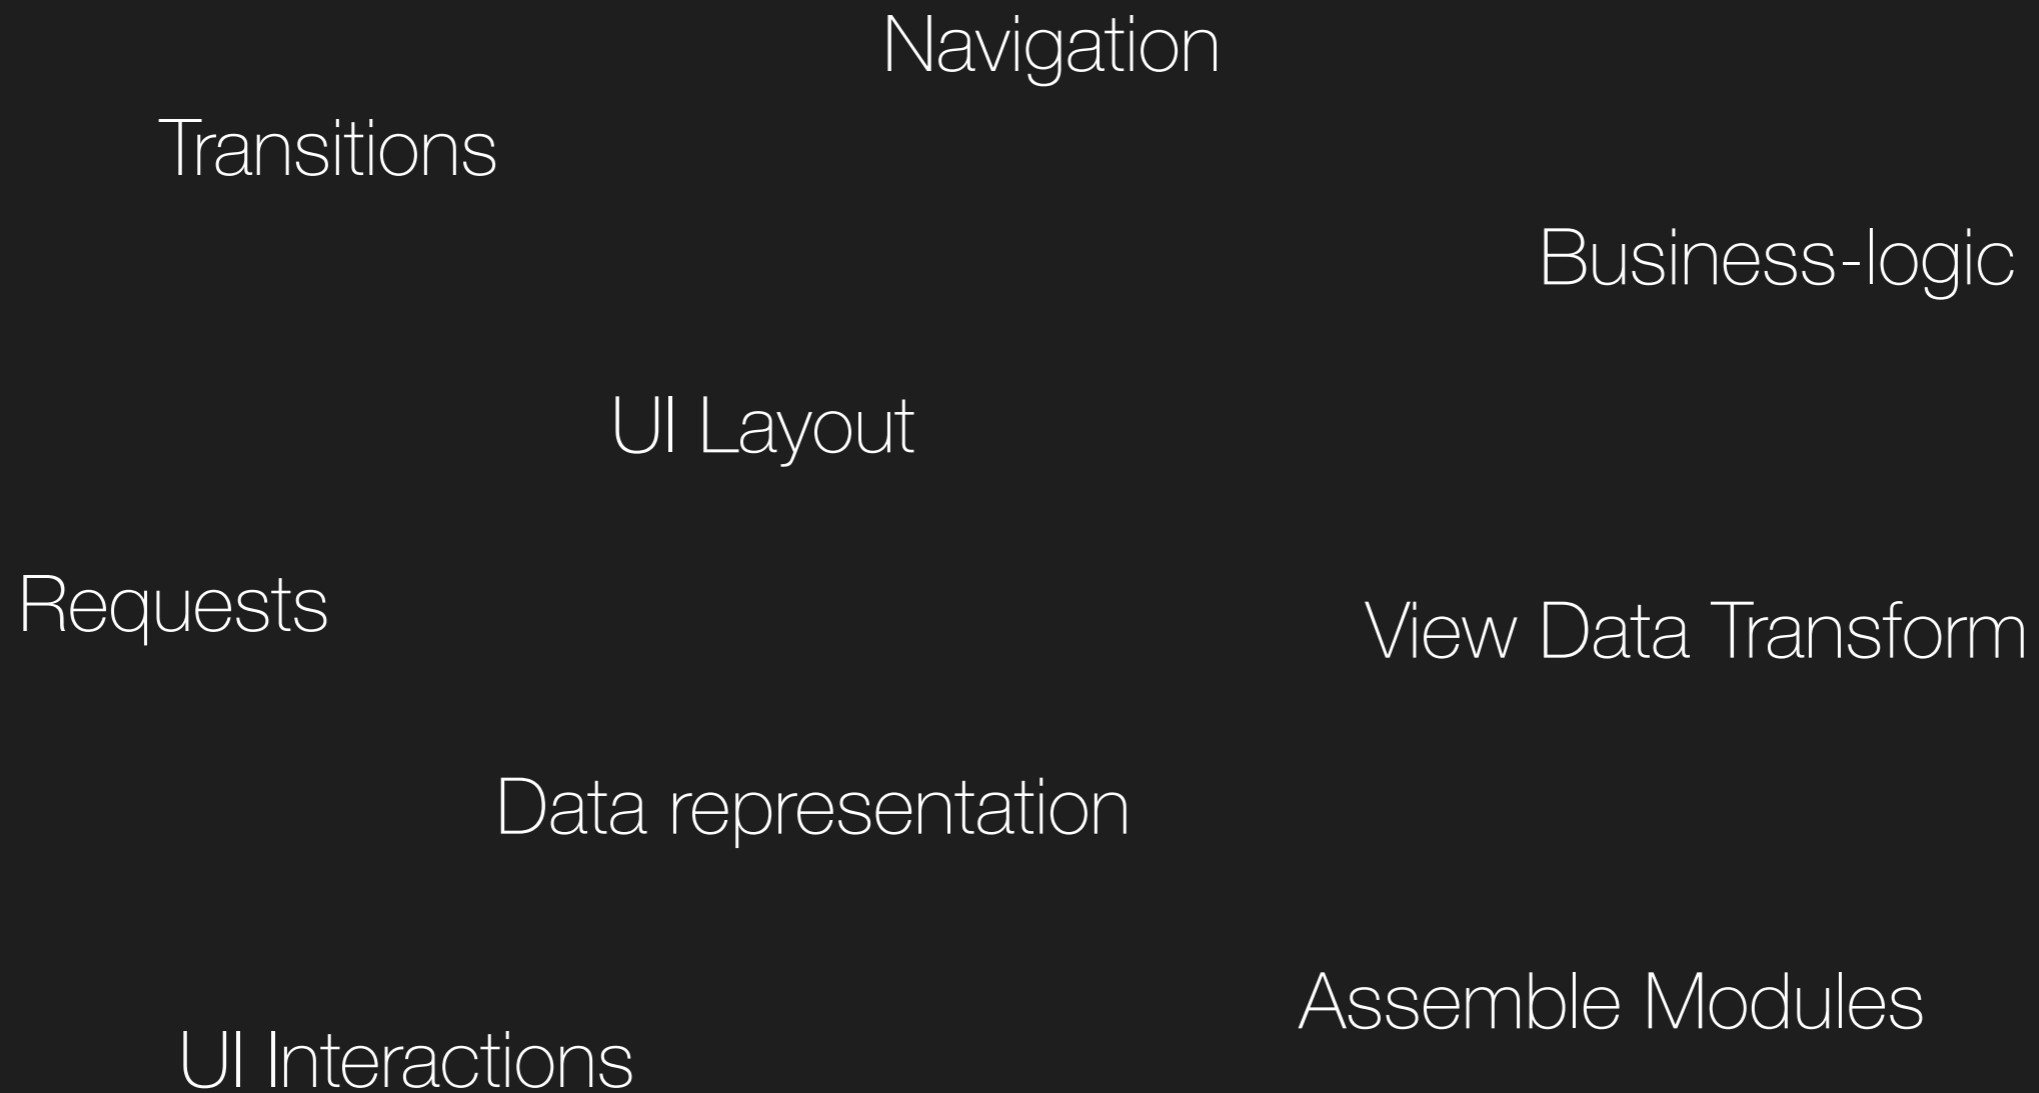 Navigation
Transitions
Business-logic
UI Layout
Requests
View Data Transform
Data representation
Assemble Modules
UI Interactions